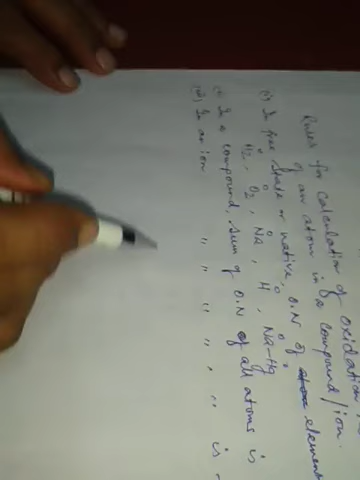 Rules for calculation of oxidation
of an atom in a compound/ion.
(i) In free state or native, O.N of elemen
H₂, O₂, Na, H, Na-Hg
(ii) In a compound, sum of O.N of all atoms is
(iii) In an ion " " " " " " is